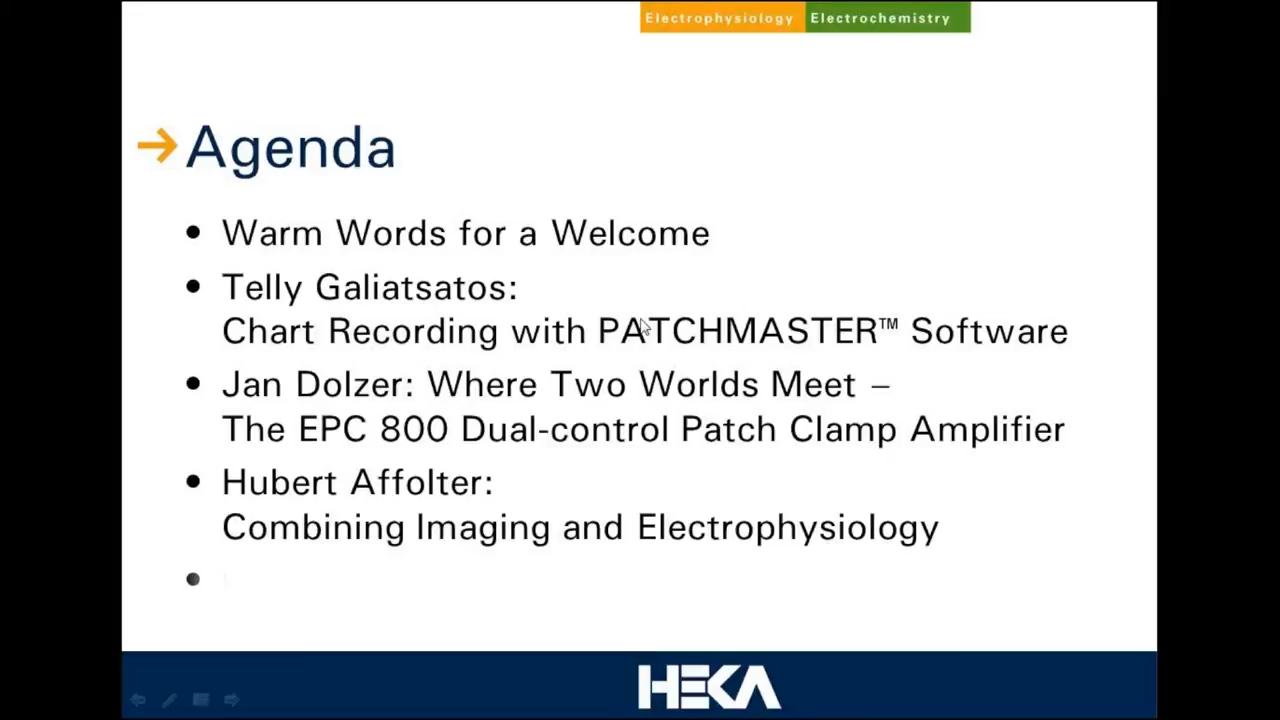 Electrophysiology Electrochemistry
→ Agenda
• Warm Words for a Welcome
• Telly Galiatsatos:
Chart Recording with PATCHMASTER™ Software
• Jan Dolzer: Where Two Worlds Meet –
The EPC 800 Dual-control Patch Clamp Amplifier
• Hubert Affolter:
Combining Imaging and Electrophysiology
•
HEKA